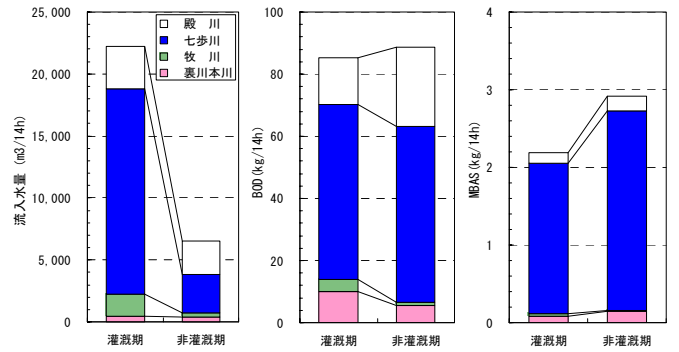 25,000
20,000
15,000
10,000
5,000
0
流入水量 (m3/14h)
殿 川
七歩川
牧 川
裏川本川
灌漑期 非灌漑期
100
80
60
40
20
0
BOD(kg/14h)
灌漑期 非灌漑期
4
3
2
1
0
MBAS(kg/14h)
灌漑期 非灌漑期